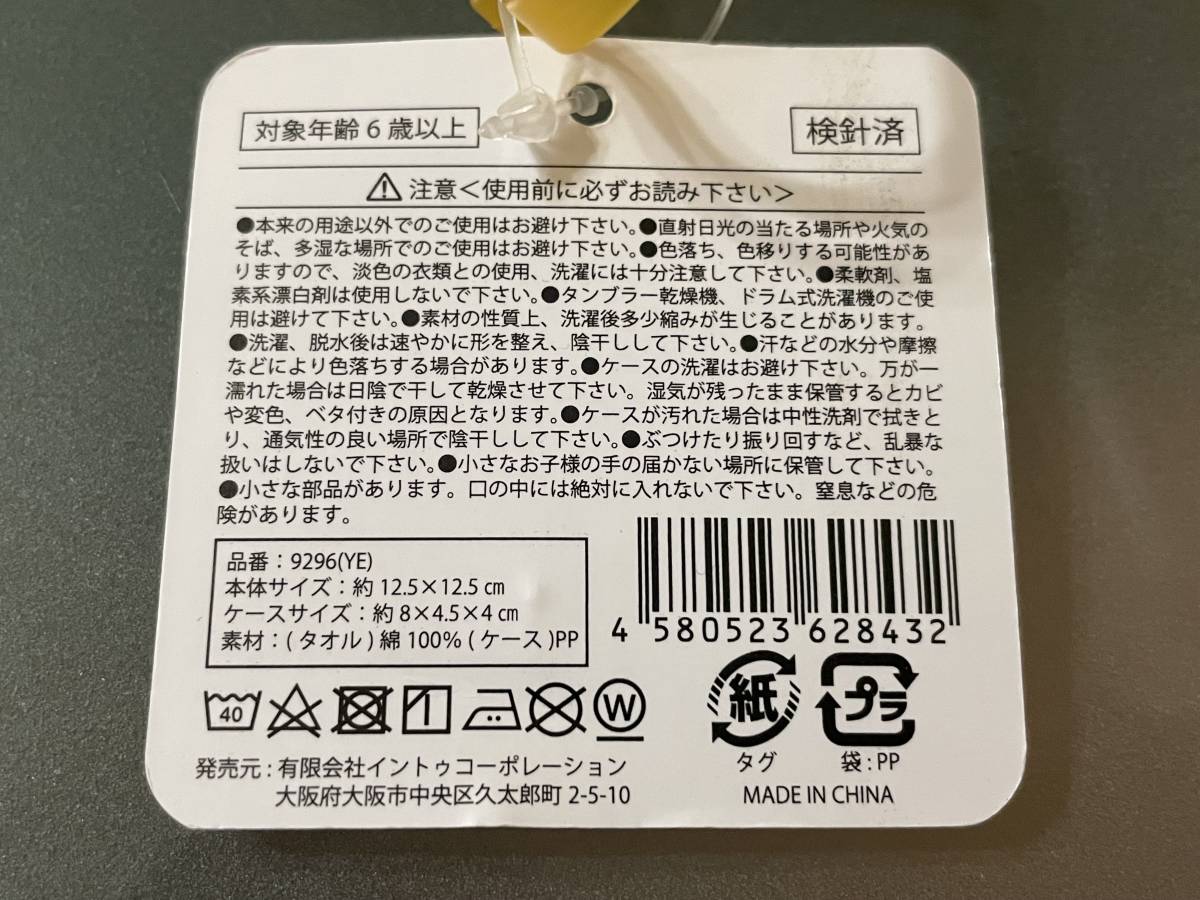 対象年齢6歳以上
検針済
注意<使用前に必ずお読み下さい>
●本来の用途以外でのご使用はお避け下さい。●直射日光の当たる場所や火気の
そば、多湿な場所でのご使用はお避け下さい。●色落ち、色移りする可能性があ
りますので、淡色の衣類との使用、洗濯には十分注意して下さい。●柔軟剤、塩
素系漂白剤は使用しないで下さい。●タンブラー乾燥機、ドラム式洗濯機のご使
用は避けて下さい。●素材の性質上、洗濯後多少縮みが生じることがあります。
●洗濯、脱水後は速やかに形を整え、陰干しして下さい。●汗などの水分や摩擦
などにより色落ちする場合があります。●ケースの洗濯はお避け下さい。万が一
濡れた場合は日陰で干して乾燥させて下さい。湿気が残ったまま保管するとカビ
や変色、ベタ付きの原因となります。●ケースが汚れた場合は中性洗剤で拭きと
り、通気性の良い場所で陰干しして下さい。●ぶつけたり振り回すなど、乱暴な
扱いはしないで下さい。●小さなお子様の手の届かない場所に保管して下さい。
●小さな部品があります。口の中には絶対に入れないで下さい。窒息などの危
険があります。
品番：9296(YE)
本体サイズ：約12.5×12.5㎝
ケースサイズ：約8×4.5×4㎝
素材：(タオル)綿100%(ケース)PP
4 580523 628432
40
W
紙
プラ
タグ
袋：PP
発売元：有限会社イントゥコーポレーション
大阪府大阪市中央区久太郎町2-5-10
MADE IN CHINA